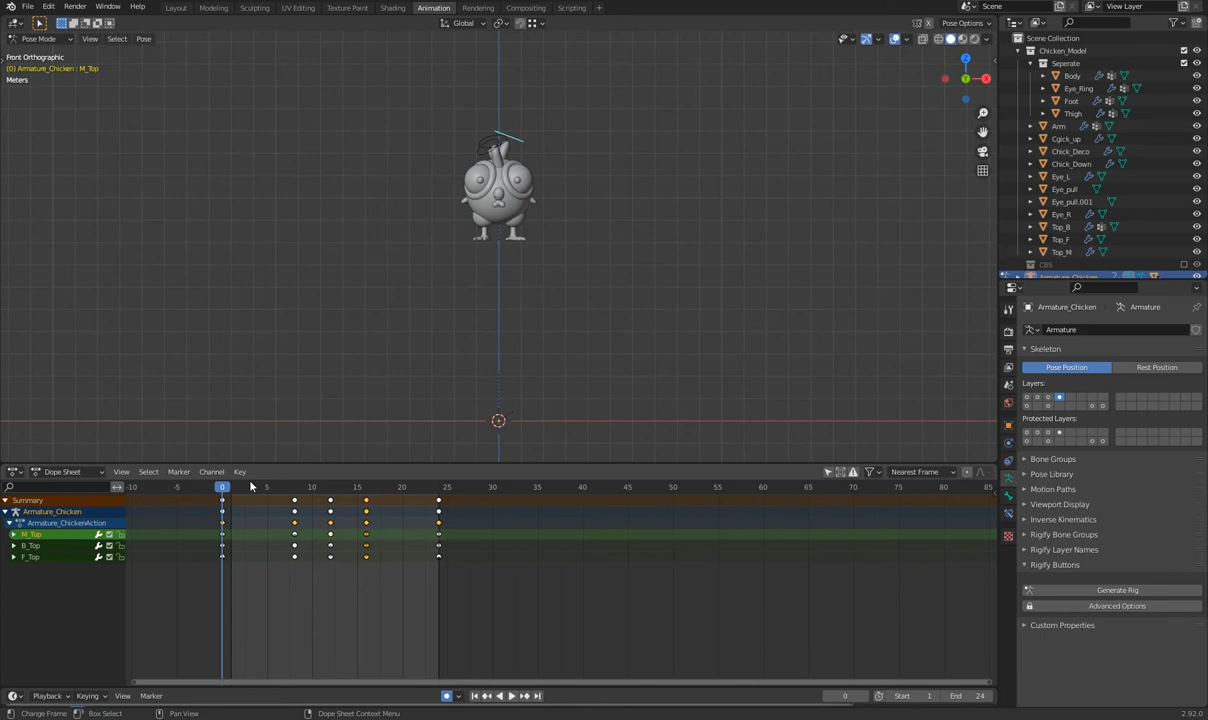 File Edit Render Window Help Layout Modeling Sculpting UV Editing Texture Paint Shading Animation Rendering Compositing Scripting + Scene View Layer
Global Pose Options
Pose Mode View Select Pose
Front Orthographic
(0) Armature_Chicken : M_Top
Meters
Z
X
Y
Scene Collection
Chicken_Model
Seperate
Body
Eye_Ring
Foot
Thigh
Arm
Cgick_up
Chick_Deco
Chick_Down
Eye_L
Eye_pull
Eye_pull.001
Eye_R
Top_B
Top_F
Top_M
CBS
Armature_Chicken
Armature_Chicken Armature
Armature
Skeleton
Pose Position Rest Position
Layers:
Protected Layers:
Bone Groups
Pose Library
Motion Paths
Viewport Display
Inverse Kinematics
Rigify Bone Groups
Rigify Layer Names
Rigify Buttons
Generate Rig
Advanced Options
Custom Properties
Dope Sheet View Select Marker Channel Key Nearest Frame
-10 -5 0 5 10 15 20 25 30 35 40 45 50 55 60 65 70 75 80 85
Summary
Armature_Chicken
Armature_ChickenAction
M_Top
B_Top
F_Top
Playback Keying View Marker 0 Start 1 End 24
Change Frame Box Select Pan View Dope Sheet Context Menu 2.92.0